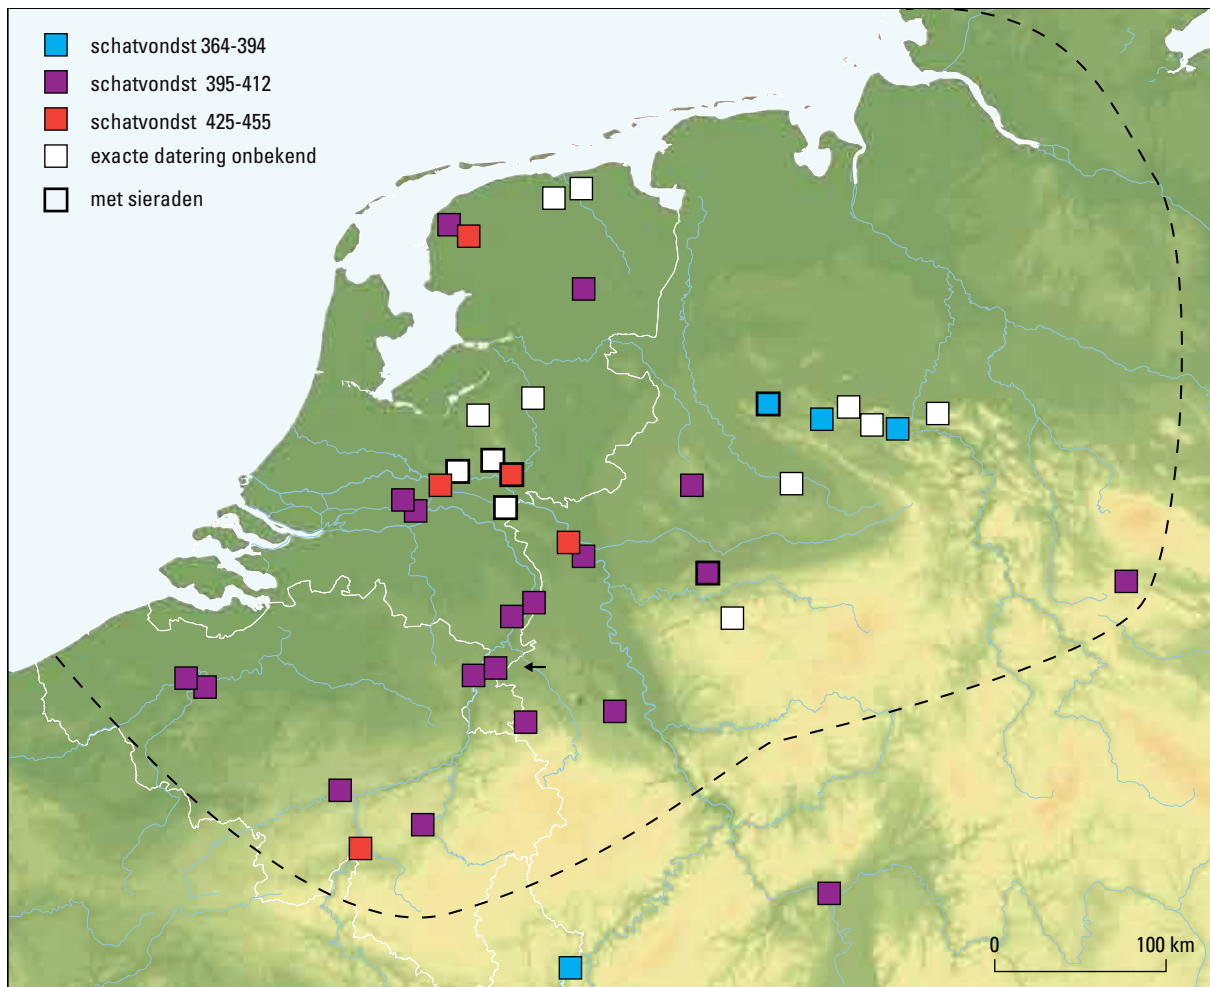 schatvondst 364-394
schatvondst 395-412
schatvondst 425-455
exacte datering onbekend
met sieraden
0 100 km